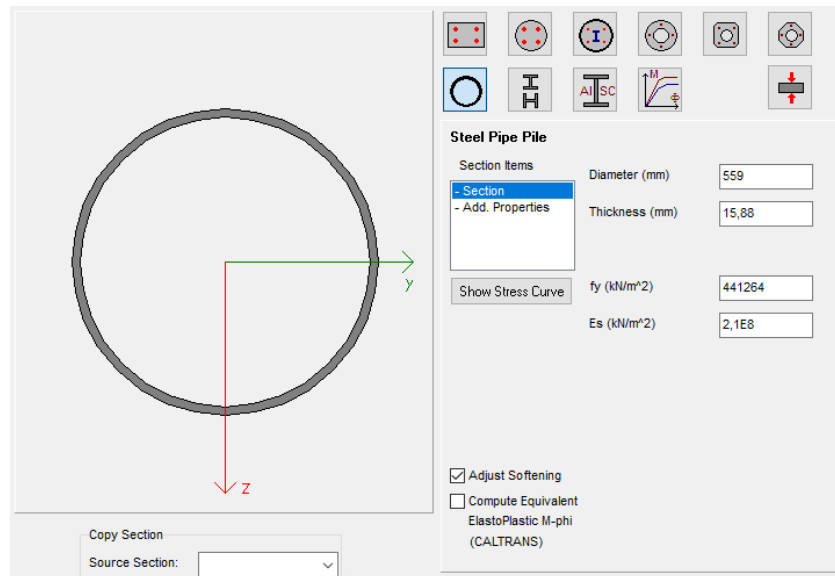 y
z
Copy Section
Source Section:
I
AI SC
M
Φ
Steel Pipe Pile
Section Items
- Section
- Add. Properties
Show Stress Curve
Diameter (mm)
559
Thickness (mm)
15,88
fy (kN/m^2)
441264
Es (kN/m^2)
2,1E8
Adjust Softening
Compute Equivalent
ElastoPlastic M-phi
(CALTRANS)